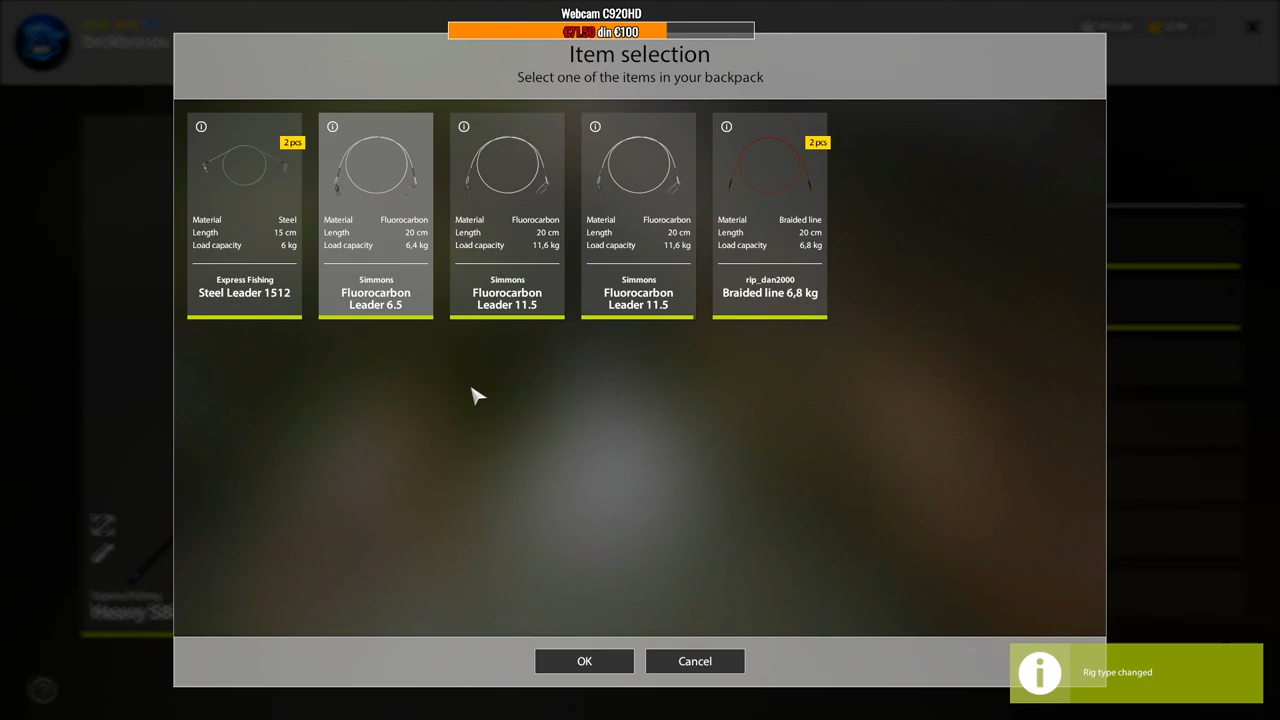 Webcam C920HD
€71.50 din €100
Item selection
Select one of the items in your backpack
2 pcs
Material Steel
Length 15 cm
Load capacity 6 kg
Express Fishing
Steel Leader 1512
Material Fluorocarbon
Length 20 cm
Load capacity 6,4 kg
Simmons
Fluorocarbon
Leader 6.5
Material Fluorocarbon
Length 20 cm
Load capacity 11,6 kg
Simmons
Fluorocarbon
Leader 11.5
Material Fluorocarbon
Length 20 cm
Load capacity 11,6 kg
Simmons
Fluorocarbon
Leader 11.5
2 pcs
Material Braided line
Length 20 cm
Load capacity 6,8 kg
rip_dan2000
Braided line 6,8 kg
Express Fishing
OK
Cancel
Rig type changed